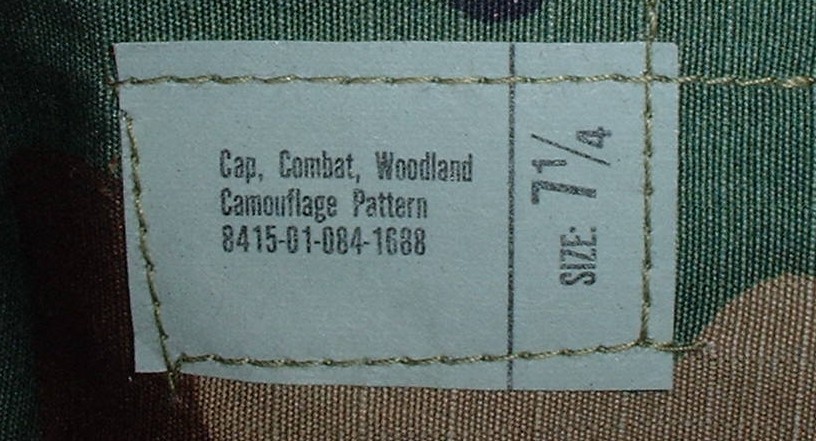 Cap, Combat, Woodland
Camouflage Pattern
8415-01-084-1688
SIZE: 7 1/4